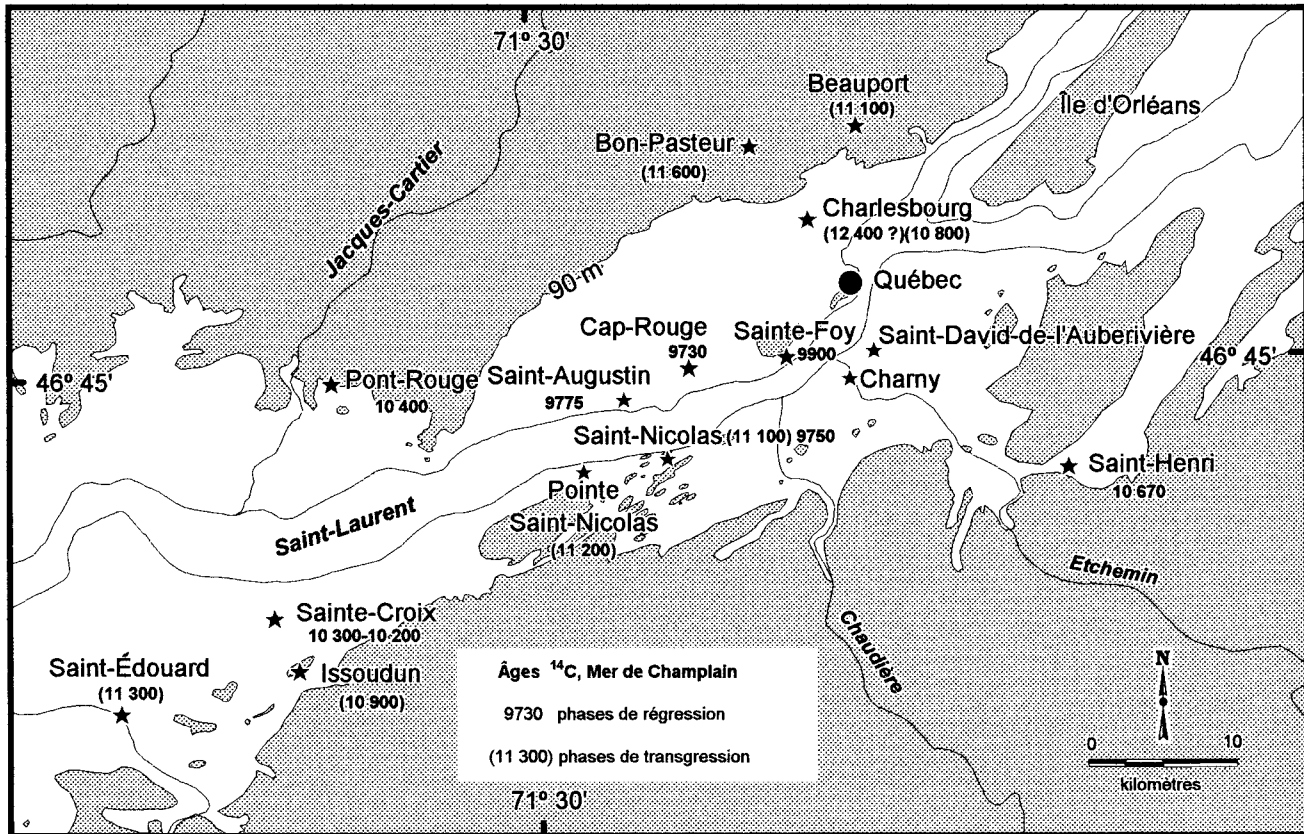 71° 30'
Beauport
(11 100)
Île d'Orléans
Bon-Pasteur
(11 600)
Jacques-Cartier
Charlesbourg
(12 400 ?)(10 800)
90 m
Québec
Cap-Rouge
9730
Sainte-Foy
9900
Saint-David-de-l'Auberivière
46° 45'
46° 45'
Pont-Rouge
10 400
Saint-Augustin
9775
Charny
Saint-Nicolas (11 100) 9750
Saint-Henri
10 670
Pointe
Saint-Nicolas
(11 200)
Saint-Laurent
Etchemin
Chaudière
Sainte-Croix
10 300-10 200
Saint-Édouard
(11 300)
Issoudun
(10 900)
Âges 14C, Mer de Champlain
9730 phases de régression
(11 300) phases de transgression
N
0 10
kilomètres
71° 30'